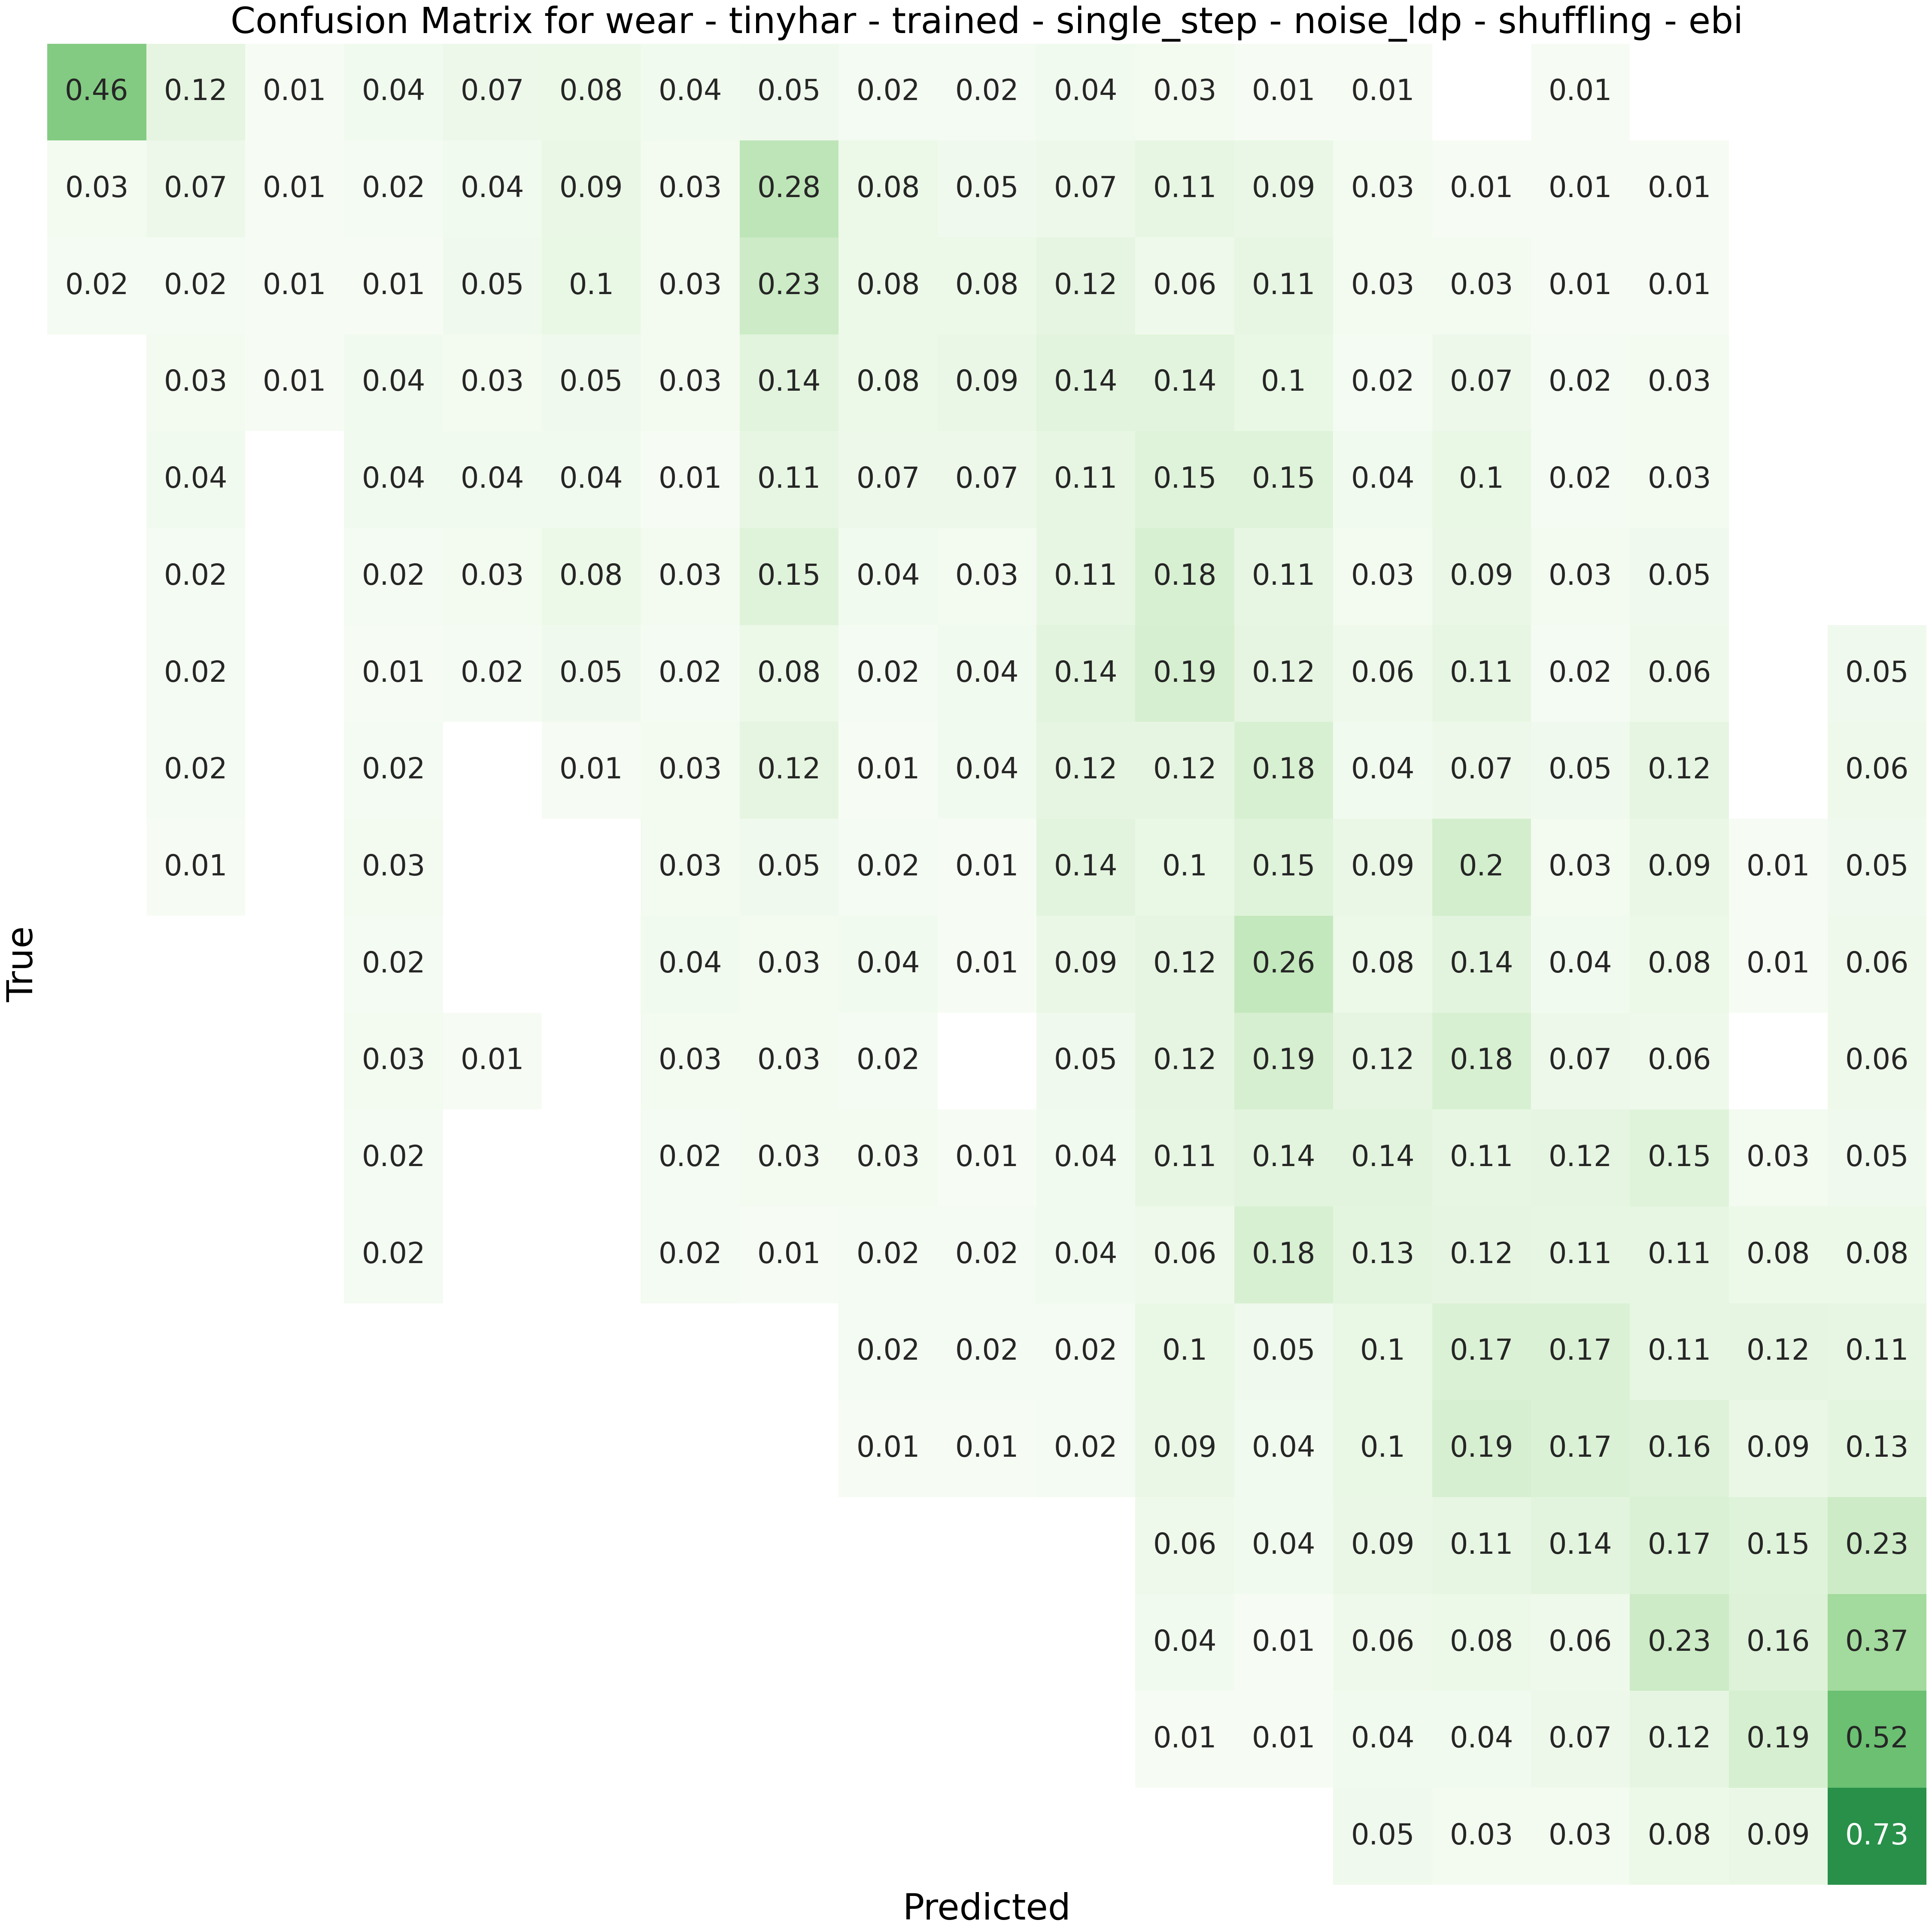 Confusion Matrix for wear - tinyhar - trained - single_step - noise_ldp - shuffling - ebi
0.46 0.12 0.01 0.04 0.07 0.08 0.04 0.05 0.02 0.02 0.04 0.03 0.01 0.01 0.01
0.03 0.07 0.01 0.02 0.04 0.09 0.03 0.28 0.08 0.05 0.07 0.11 0.09 0.03 0.01 0.01 0.01
0.02 0.02 0.01 0.01 0.05 0.1 0.03 0.23 0.08 0.08 0.12 0.06 0.11 0.03 0.03 0.01 0.01
0.03 0.01 0.04 0.03 0.05 0.03 0.14 0.08 0.09 0.14 0.14 0.1 0.02 0.07 0.02 0.03
0.04 0.04 0.04 0.04 0.01 0.11 0.07 0.07 0.11 0.15 0.15 0.04 0.1 0.02 0.03
0.02 0.02 0.03 0.08 0.03 0.15 0.04 0.03 0.11 0.18 0.11 0.03 0.09 0.03 0.05
0.02 0.01 0.02 0.05 0.02 0.08 0.02 0.04 0.14 0.19 0.12 0.06 0.11 0.02 0.06 0.05
0.02 0.02 0.01 0.03 0.12 0.01 0.04 0.12 0.12 0.18 0.04 0.07 0.05 0.12 0.06
0.01 0.03 0.03 0.05 0.02 0.01 0.14 0.1 0.15 0.09 0.2 0.03 0.09 0.01 0.05
0.02 0.04 0.03 0.04 0.01 0.09 0.12 0.26 0.08 0.14 0.04 0.08 0.01 0.06
0.03 0.01 0.03 0.03 0.02 0.05 0.12 0.19 0.12 0.18 0.07 0.06 0.06
0.02 0.02 0.03 0.03 0.01 0.04 0.11 0.14 0.14 0.11 0.12 0.15 0.03 0.05
0.02 0.02 0.01 0.02 0.02 0.04 0.06 0.18 0.13 0.12 0.11 0.11 0.08 0.08
0.02 0.02 0.02 0.1 0.05 0.1 0.17 0.17 0.11 0.12 0.11
0.01 0.01 0.02 0.09 0.04 0.1 0.19 0.17 0.16 0.09 0.13
0.06 0.04 0.09 0.11 0.14 0.17 0.15 0.23
0.04 0.01 0.06 0.08 0.06 0.23 0.16 0.37
0.01 0.01 0.04 0.04 0.07 0.12 0.19 0.52
0.05 0.03 0.03 0.08 0.09 0.73
True
Predicted